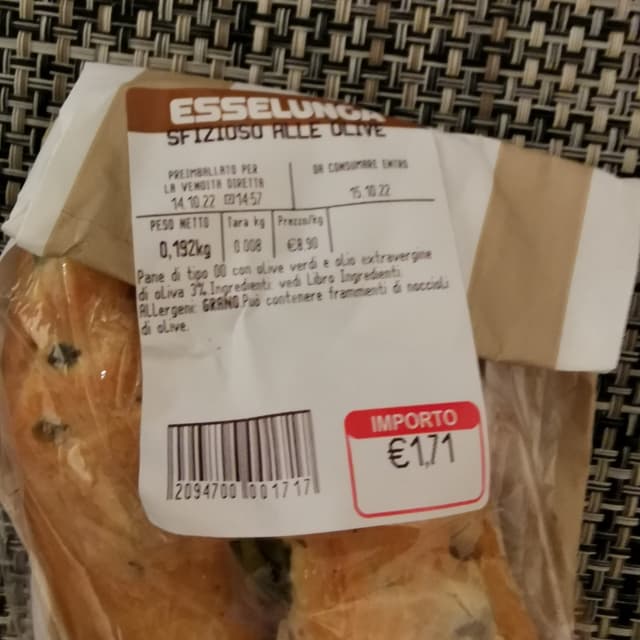 ESSELUNGA
SFIZIOSO ALLE OLIVE
PREIMBALLATO PER
LA VENDITA DIRETTA
14.10.22 14:57
DA CONSUMARE ENTRO
15.10.22
PESO NETTO
0,192kg
Tara kg
0.008
Prezzo/kg
€8.90
Pane di tipo 00 con olive verdi e olio extravergine
di oliva 3% Ingredienti: vedi Libro Ingredienti
Allergeni: GRANO Può contenere frammenti di noccioli
di olive.
2094700 001717
IMPORTO
€1,71